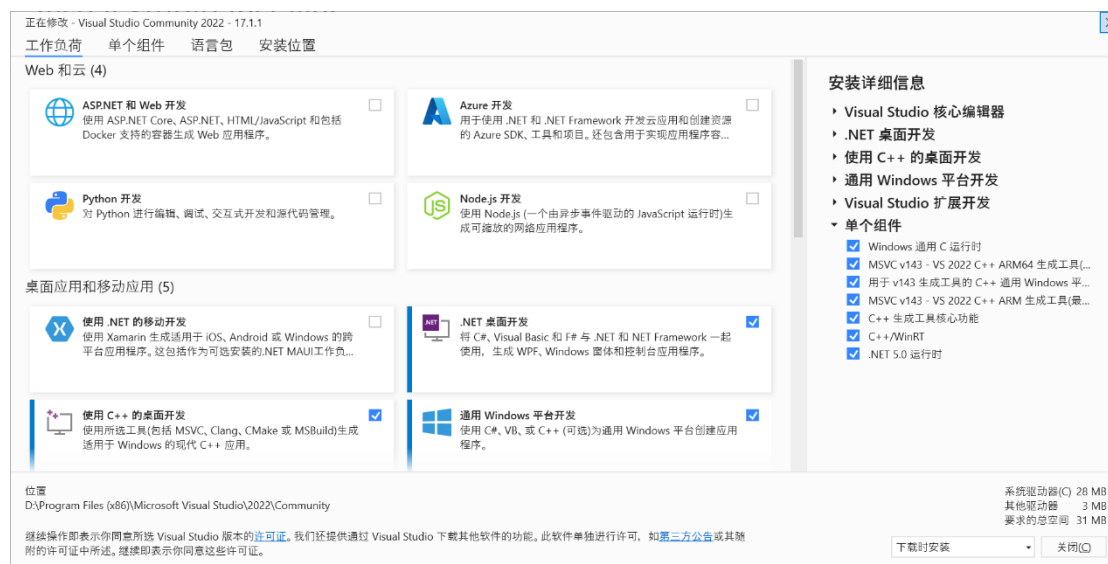 正在修改 - Visual Studio Community 2022 - 17.1.1
工作负荷 单个组件 语言包 安装位置
Web 和云 (4)
ASP.NET 和 Web 开发
使用 ASP.NET Core、ASP.NET、HTML/JavaScript 和包括
Docker 支持的容器生成 Web 应用程序。
Azure 开发
用于使用 .NET 和 .NET Framework 开发云应用和创建资源
的 Azure SDK、工具和项目。还包含用于实现应用程序容...
Python 开发
对 Python 进行编辑、调试、交互式开发和源代码管理。
Node.js 开发
使用 Node.js (一个由异步事件驱动的 JavaScript 运行时)生
成可缩放的网络应用程序。
桌面应用和移动应用 (5)
使用 .NET 的移动开发
使用 Xamarin 生成适用于 iOS、Android 或 Windows 的跨
平台应用程序。这包括作为可选安装的.NET MAUI工作负...
.NET
.NET 桌面开发
将 C#、Visual Basic 和 F# 与 .NET 和 .NET Framework 一起
使用，生成 WPF、Windows 窗体和控制台应用程序。
使用 C++ 的桌面开发
使用所选工具(包括 MSVC、Clang、CMake 或 MSBuild)生成
适用于 Windows 的现代 C++ 应用。
通用 Windows 平台开发
使用 C#、VB、或 C++ (可选)为通用 Windows 平台创建应用
程序。
安装详细信息
Visual Studio 核心编辑器
.NET 桌面开发
使用 C++ 的桌面开发
通用 Windows 平台开发
Visual Studio 扩展开发
单个组件
Windows 通用 C 运行时
MSVC v143 - VS 2022 C++ ARM64 生成工具(...
用于 v143 生成工具的 C++ 通用 Windows 平...
MSVC v143 - VS 2022 C++ ARM 生成工具(最...
C++ 生成工具核心功能
C++/WinRT
.NET 5.0 运行时
位置
D:\Program Files (x86)\Microsoft Visual Studio\2022\Community
系统驱动器(C) 28 MB
其他驱动器 3 MB
要求的总空间 31 MB
继续操作即表示你同意所选 Visual Studio 版本的许可证。我们还提供通过 Visual Studio 下载其他软件的功能。此软件单独进行许可，如第三方公告或其随
附的许可证中所述。继续即表示你同意这些许可证。
下载时安装
关闭(C)